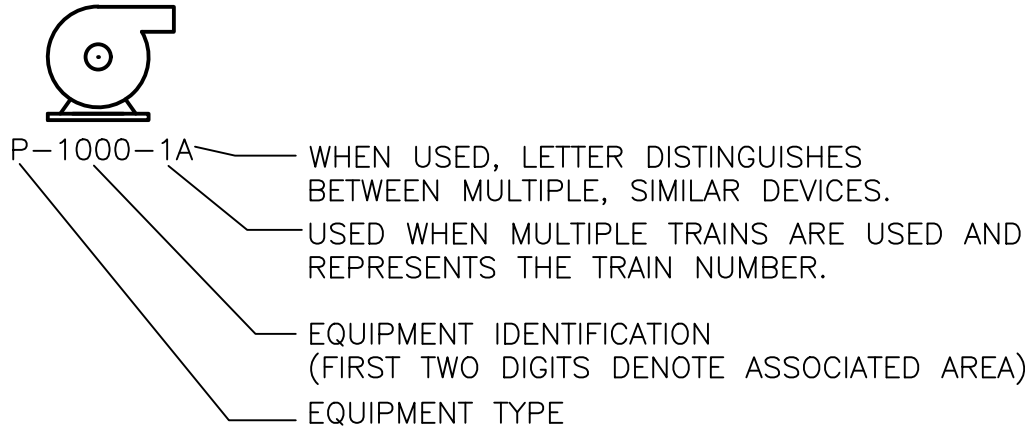 P-1000-1A
WHEN USED, LETTER DISTINGUISHES
BETWEEN MULTIPLE, SIMILAR DEVICES.
USED WHEN MULTIPLE TRAINS ARE USED AND
REPRESENTS THE TRAIN NUMBER.
EQUIPMENT IDENTIFICATION
(FIRST TWO DIGITS DENOTE ASSOCIATED AREA)
EQUIPMENT TYPE